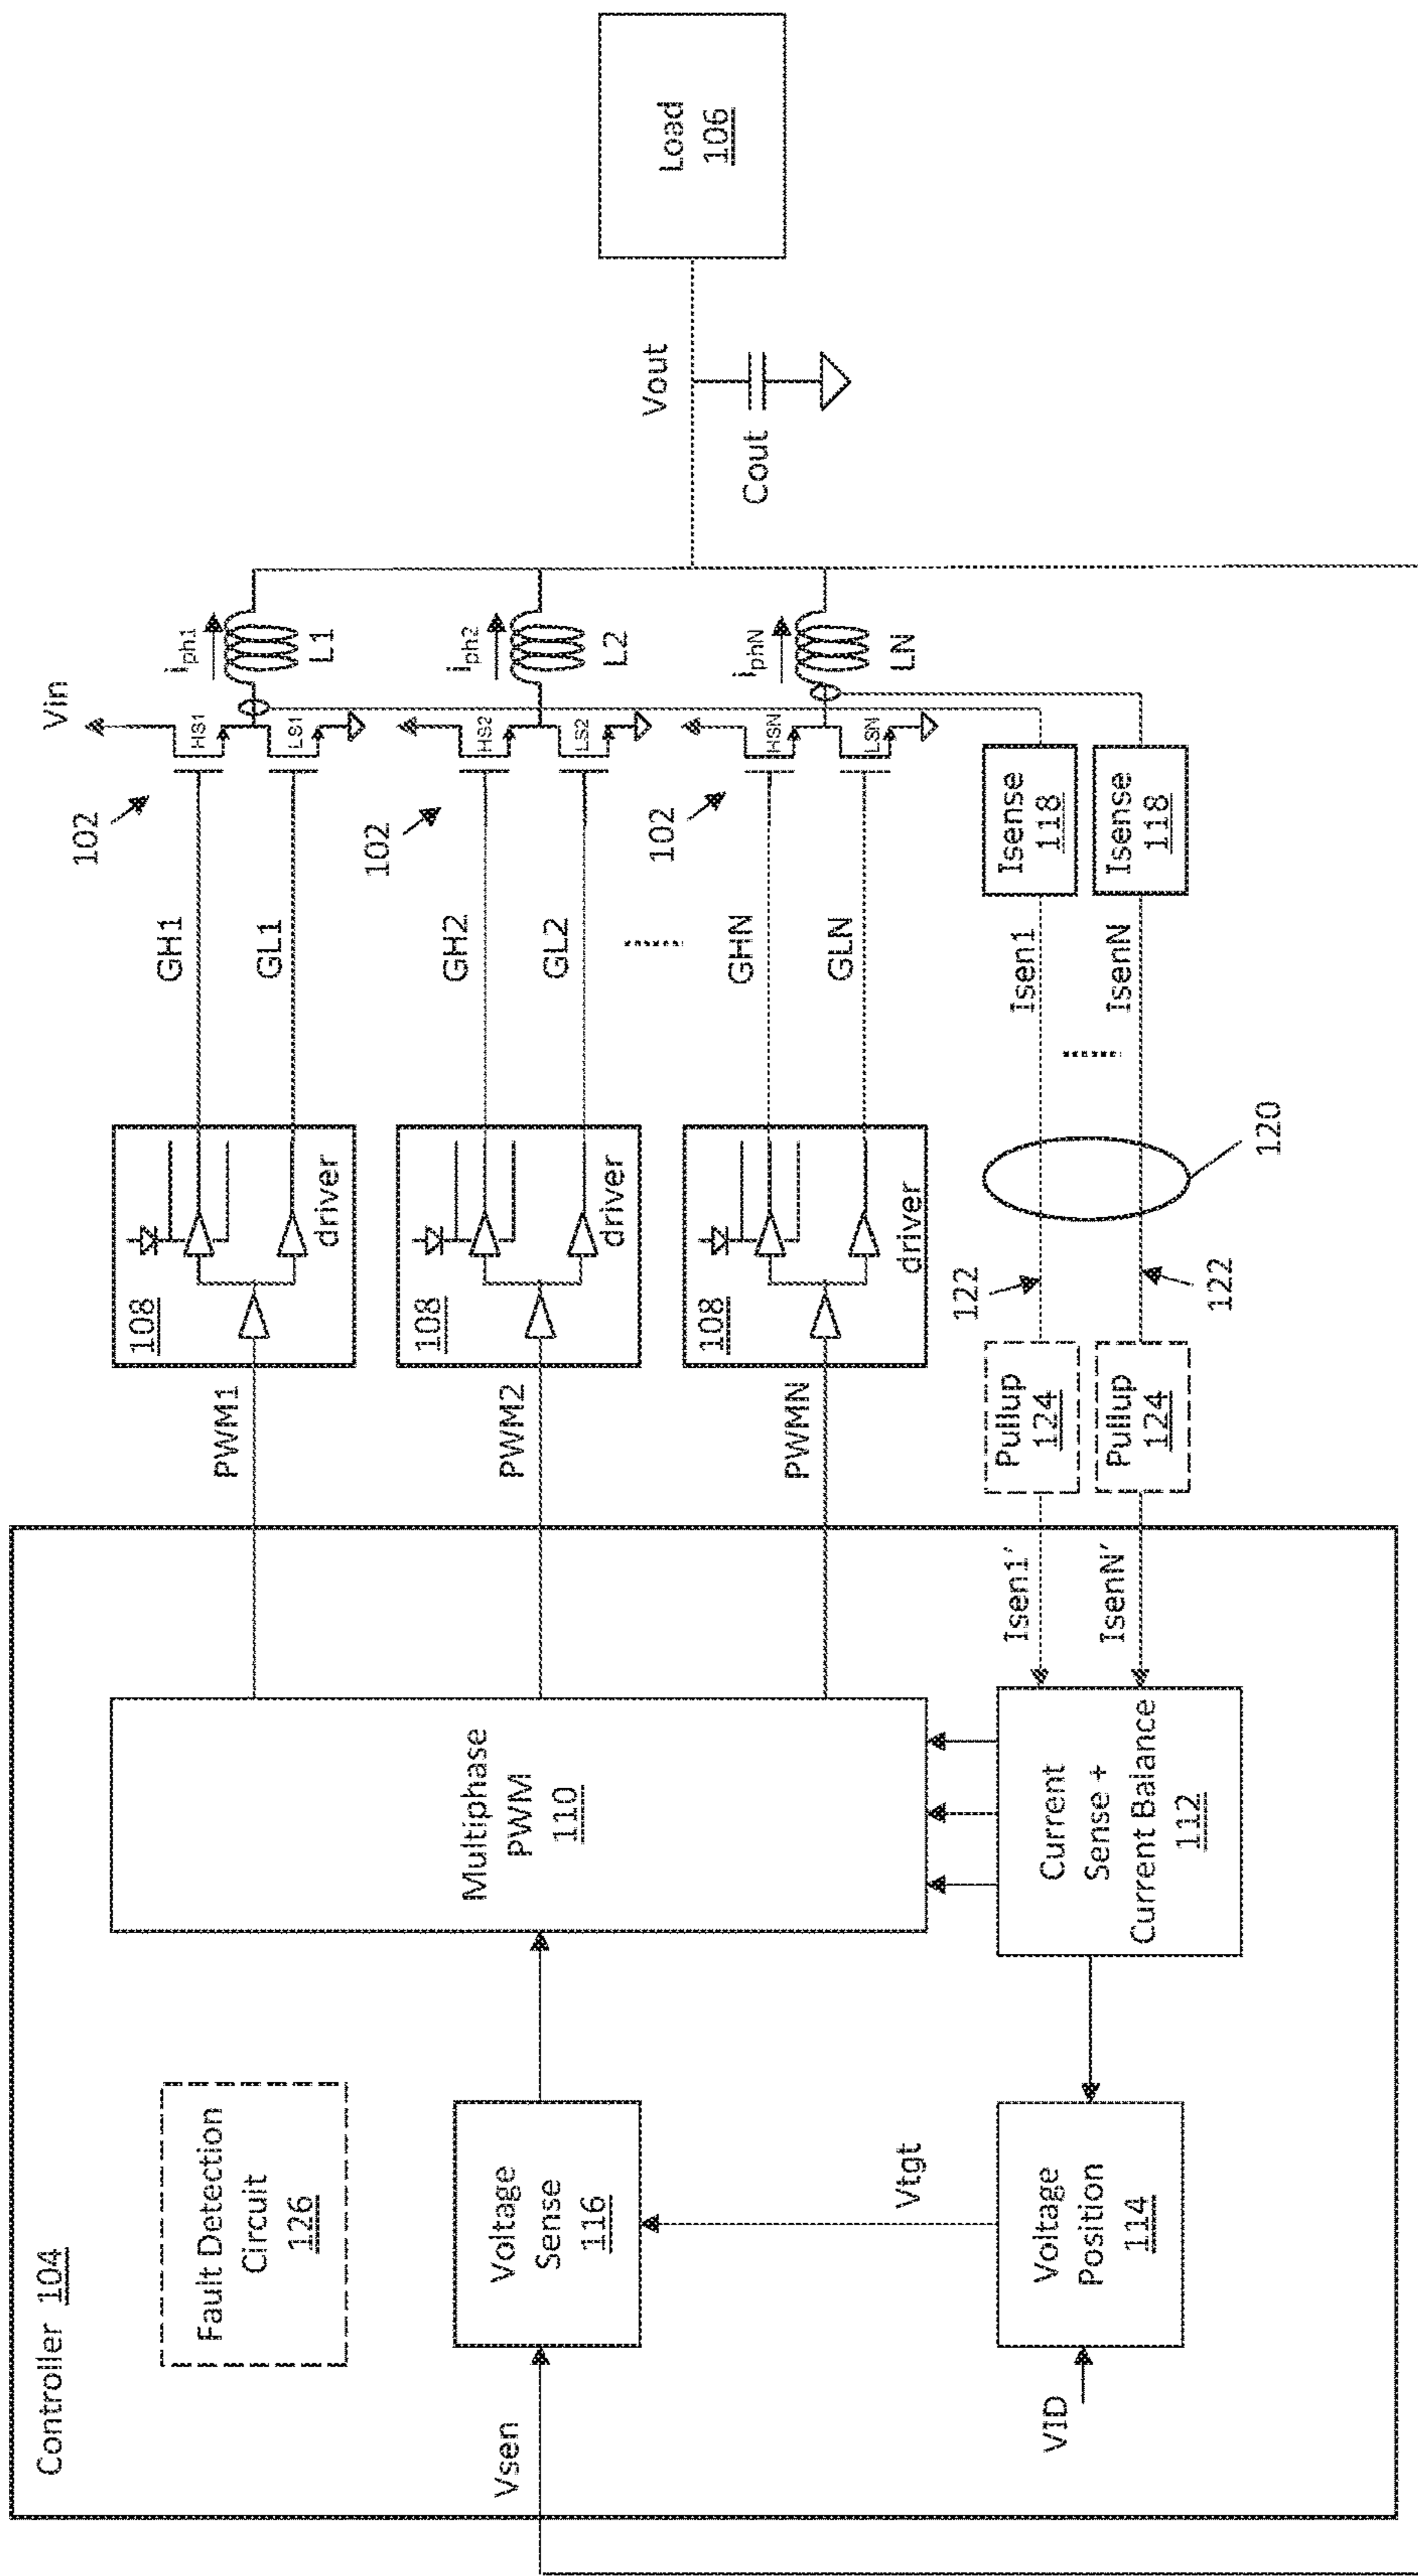 Controller 104
Fault Detection
Circuit
126
Vsen
Voltage
Sense
116
Vtgt
VID
Voltage
Position
114
Multiphase
PWM
110
Current
Sense +
Current Balance
112
Isen1'
IsenN'
PWM1
PWM2
PWMN
108
driver
108
driver
108
driver
Pullup
124
Pullup
124
122
122
120
GH1
GL1
GH2
GL2
GHN
GLN
Isen1
IsenN
102
102
102
Isense
118
Isense
118
Vin
HS1
LS1
HS2
LS2
HSN
LSN
iph1
L1
iph2
L2
iphN
LN
Vout
Cout
Load
106